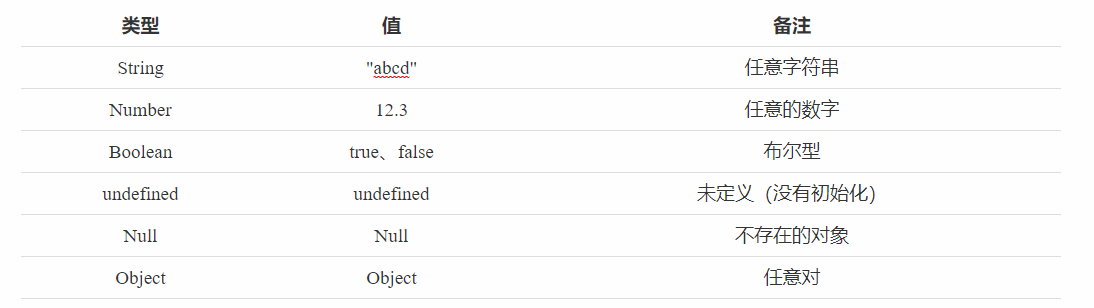 类型 值 备注
String "abcd" 任意字符串
Number 12.3 任意的数字
Boolean true、false 布尔型
undefined undefined 未定义（没有初始化）
Null Null 不存在的对象
Object Object 任意对